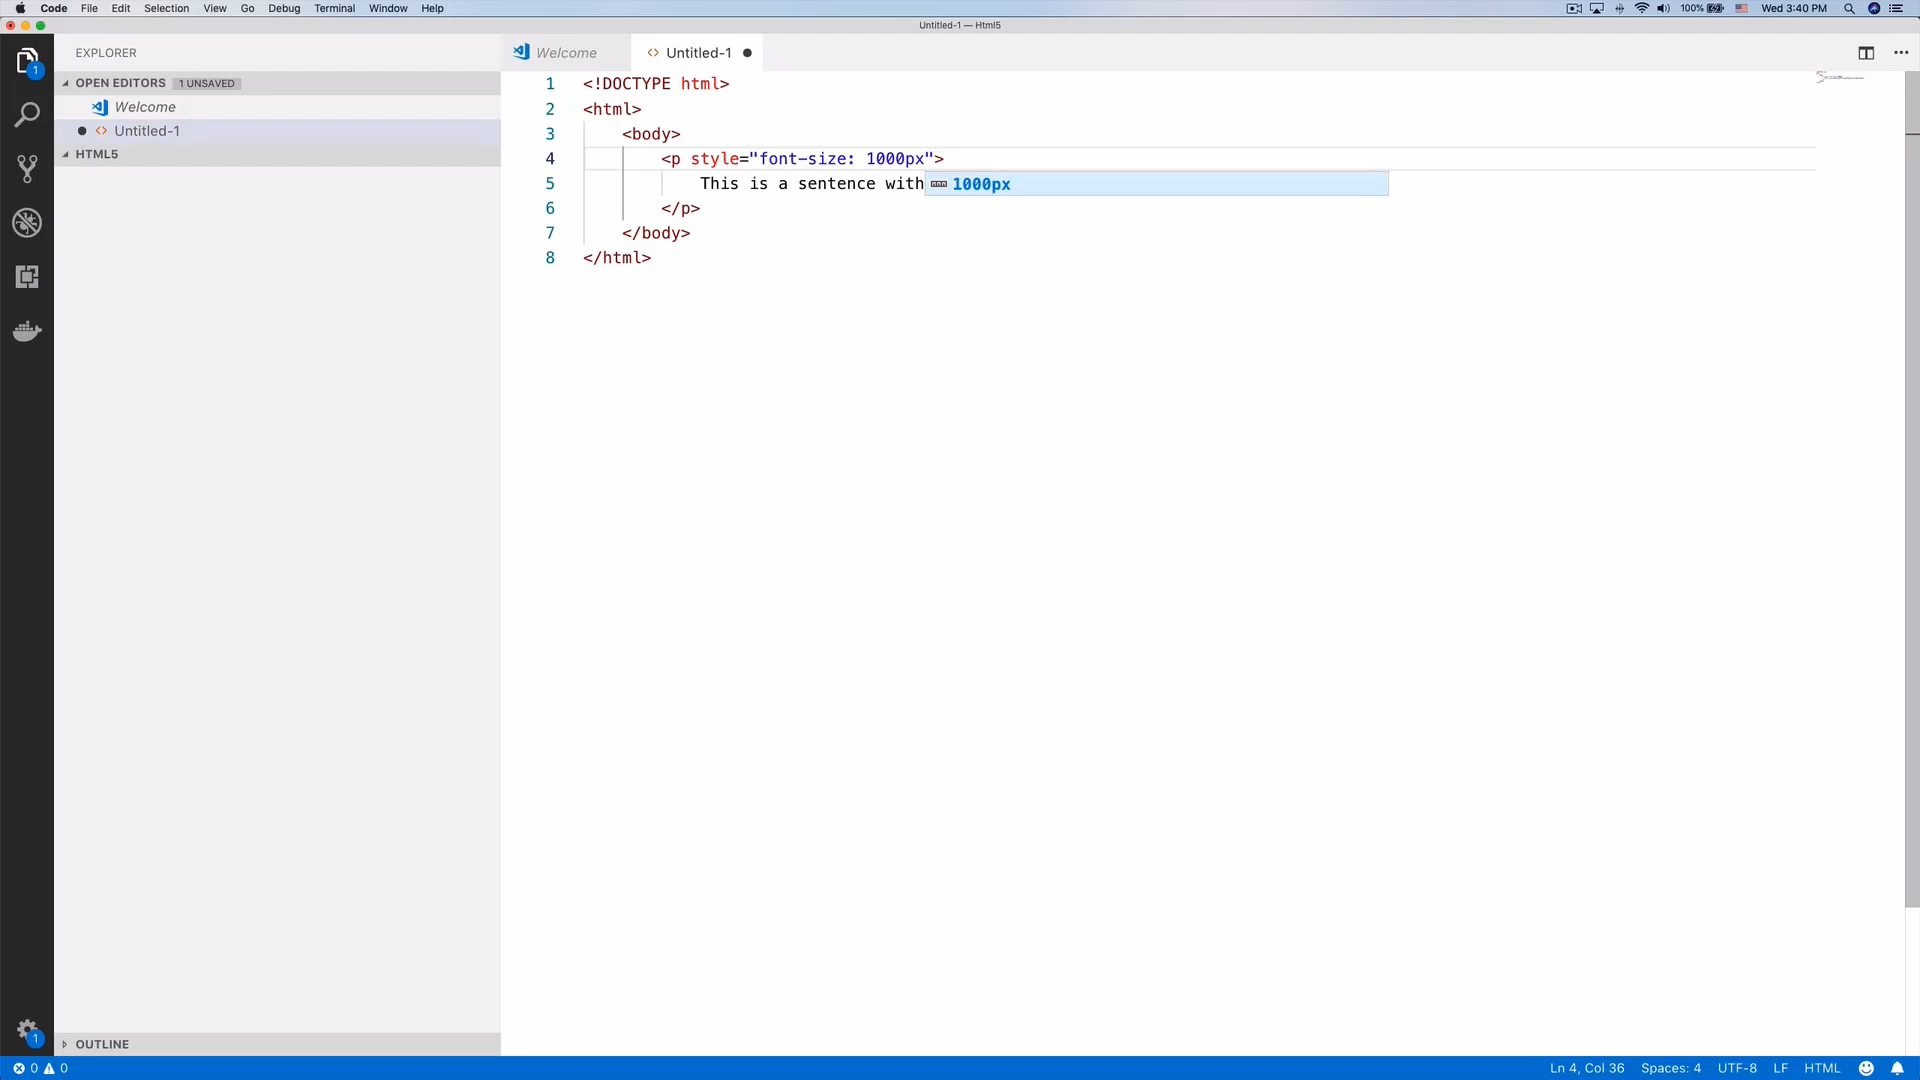 Code File Edit Selection View Go Debug Terminal Window Help 100% Wed 3:40 PM
Untitled-1 — Html5
EXPLORER
Welcome Untitled-1
OPEN EDITORS 1 UNSAVED
Welcome
Untitled-1
HTML5
1
1 <!DOCTYPE html>
2 <html>
3 <body>
4 <p style="font-size: 1000px">
5 This is a sentence with 1000px
6 </p>
7 </body>
8 </html>
1
OUTLINE
0 0 Ln 4, Col 36 Spaces: 4 UTF-8 LF HTML